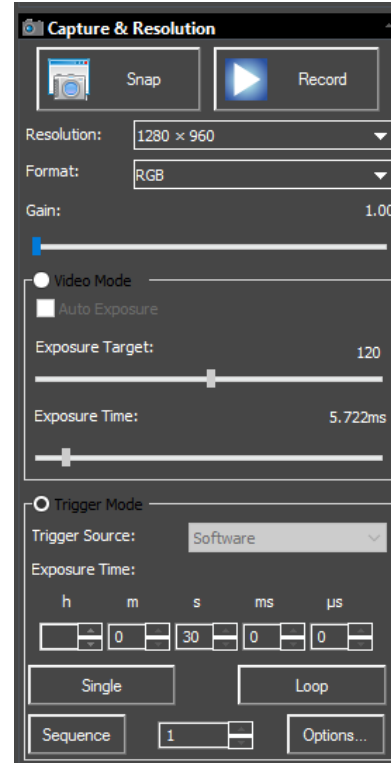 Capture & Resolution
Snap Record
Resolution: 1280 × 960
Format: RGB
Gain: 1.00
Video Mode
Auto Exposure
Exposure Target: 120
Exposure Time: 5.722ms
Trigger Mode
Trigger Source: Software
Exposure Time:
h m s ms µs
0 30 0 0
Single Loop
Sequence 1 Options...